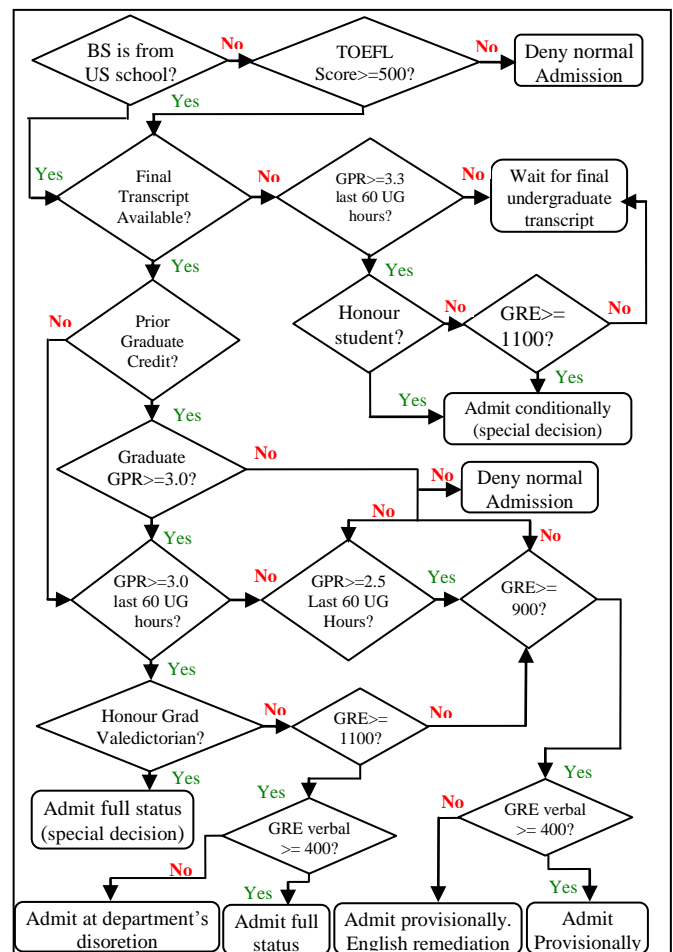 BS is from
US school?
No
TOEFL
Score>=500?
No
Deny normal
Admission
Yes
Yes
Yes
Final
Transcript
Available?
No
GPR>=3.3
last 60 UG
hours?
No
Wait for final
undergraduate
transcript
Yes
Yes
No
Prior
Graduate
Credit?
Honour
student?
No
GRE>=
1100?
No
Yes
Yes
Yes
Admit conditionally
(special decision)
Graduate
GPR>=3.0?
No
No
Deny normal
Admission
Yes
No
No
GPR>=3.0
last 60 UG
hours?
No
GPR>=2.5
Last 60 UG
Hours?
Yes
GRE>=
900?
Yes
Honour Grad
Valedictorian?
No
GRE>=
1100?
No
Yes
Yes
Yes
Admit full status
(special decision)
GRE verbal
>= 400?
No
GRE verbal
>= 400?
No
Yes
Yes
Admit at department's
disoretion
Admit full
status
Admit provisionally.
English remediation
Admit
Provisionally